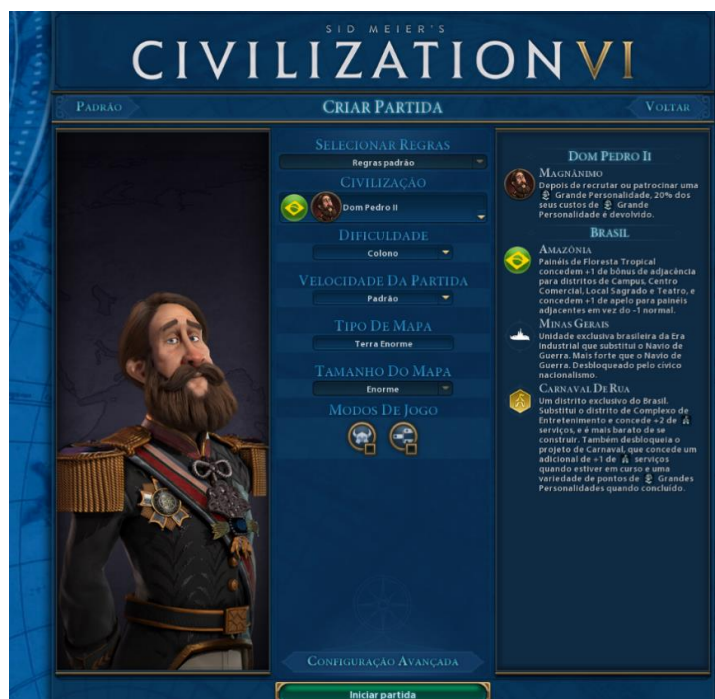 SID MEIER'S
CIVILIZATION VI
PADRÃO
CRIAR PARTIDA
VOLTAR
SELECIONAR REGRAS
Regras padrão
CIVILIZAÇÃO
Dom Pedro II
DIFICULDADE
Colono
VELOCIDADE DA PARTIDA
Padrão
TIPO DE MAPA
Terra Enorme
TAMANHO DO MAPA
Enorme
MODOS DE JOGO
CONFIGURAÇÃO AVANÇADA
Iniciar partida
DOM PEDRO II
MAGNÂNIMO
Depois de recrutar ou patrocinar uma
Grande Personalidade, 20% dos
seus custos de Grande
Personalidade é devolvido.
BRASIL
AMAZÔNIA
Painéis de Floresta Tropical
concedem +1 de bônus de adjacência
para distritos de Campus, Centro
Comercial, Local Sagrado e Teatro, e
concedem +1 de apelo para painéis
adjacentes em vez do -1 normal.
MINAS GERAIS
Unidade exclusiva brasileira da Era
Industrial que substitui o Navio de
Guerra. Mais forte que o Navio de
Guerra. Desbloqueado pelo cívico
nacionalismo.
CARNAVAL DE RUA
Um distrito exclusivo do Brasil.
Substitui o distrito de Complexo de
Entretenimento e concede +2 de
serviços, e é mais barato de se
construir. Também desbloqueia o
projeto de Carnaval, que concede um
adicional de +1 de serviços
quando estiver em curso e uma
variedade de pontos de Grandes
Personalidades quando concluído.